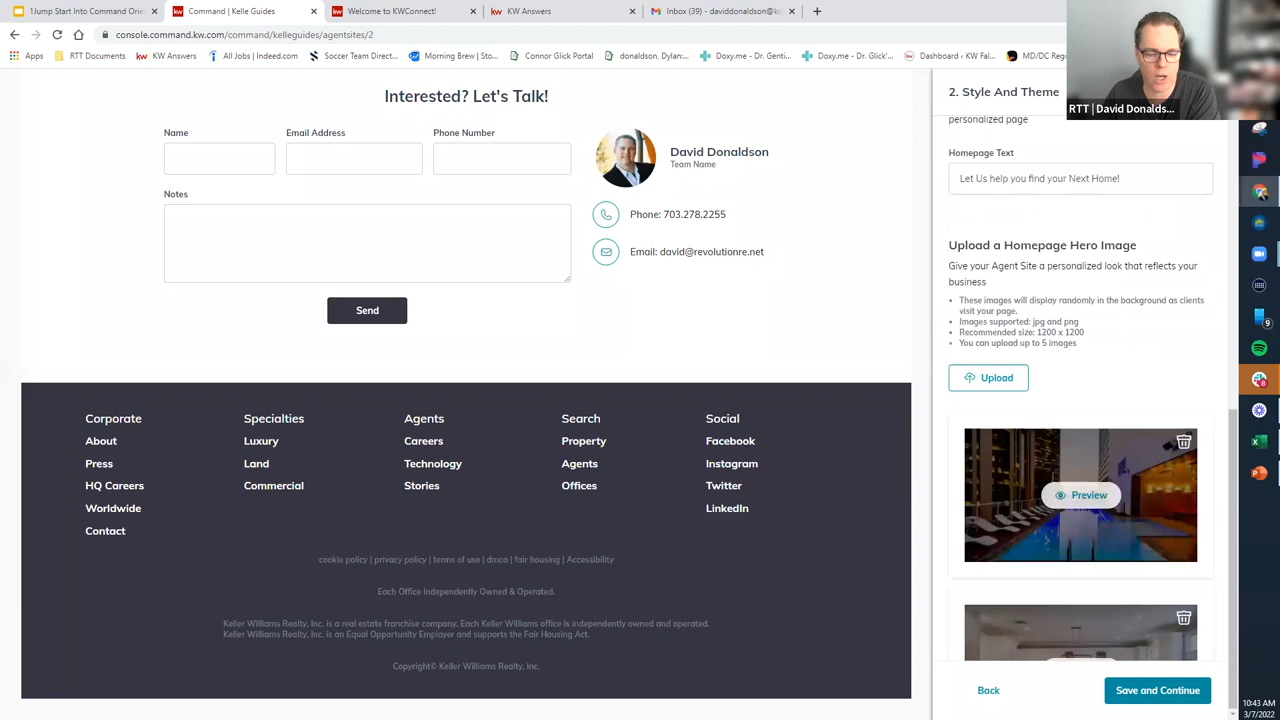 1Jump Start Into Command Orien
Command | Kelle Guides
Welcome to KWConnect!
KW Answers
Inbox (39) - daviddonaldson@k
console.command.kw.com/command/kelleguides/agentsites/2
Apps
RTT Documents
KW Answers
All Jobs | Indeed.com
Soccer Team Direct...
Morning Brew | Sto...
Connor Glick Portal
donaldson, Dylan:...
Doxy.me - Dr. Genti...
Doxy.me - Dr. Glick'...
Dashboard ‹ KW Fal...
MD/DC Reg
RTT | David Donalds...
Interested? Let's Talk!
Name
Email Address
Phone Number
Notes
Send
David Donaldson
Team Name
Phone: 703.278.2255
Email: david@revolutionre.net
Corporate
About
Press
HQ Careers
Worldwide
Contact
Specialties
Luxury
Land
Commercial
Agents
Careers
Technology
Stories
Search
Property
Agents
Offices
Social
Facebook
Instagram
Twitter
LinkedIn
cookie policy | privacy policy | terms of use | dmca | fair housing | Accessibility
Each Office Independently Owned & Operated.
Keller Williams Realty, Inc. is a real estate franchise company. Each Keller Williams office is independently owned and operated.
Keller Williams Realty, Inc. is an Equal Opportunity Employer and supports the Fair Housing Act.
Copyright© Keller Williams Realty, Inc.
2. Style And Theme
personalized page
Homepage Text
Let Us help you find your Next Home!
Upload a Homepage Hero Image
Give your Agent Site a personalized look that reflects your
business
These images will display randomly in the background as clients
visit your page.
Images supported: jpg and png
Recommended size: 1200 x 1200
You can upload up to 5 images
Upload
Preview
Back
Save and Continue
9
6
10:43 AM
3/7/2022